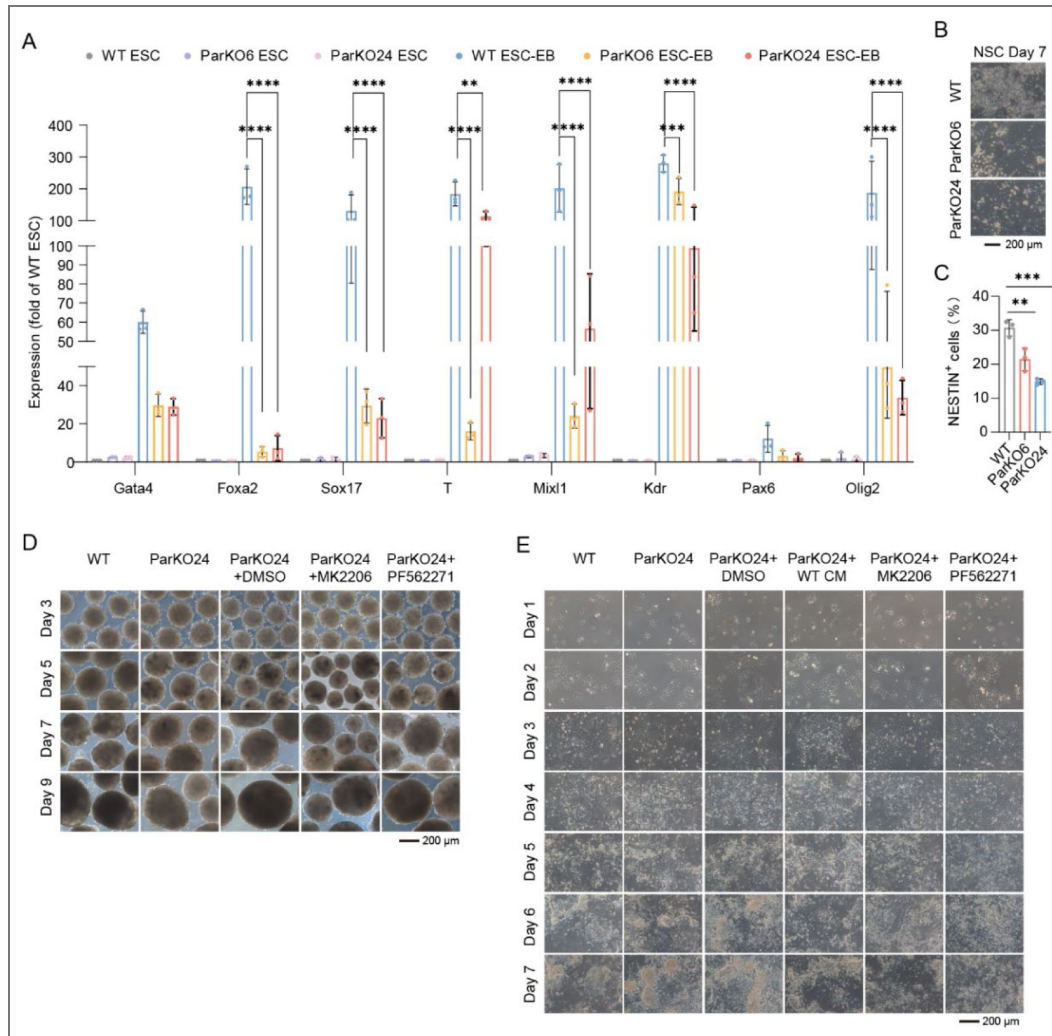 A
WT ESC ParKO6 ESC ParKO24 ESC WT ESC-EB ParKO6 ESC-EB ParKO24 ESC-EB
Expression (fold of WT ESC)
**** **** ** **** **** ****
**** **** **** **** *** ****
400
300
200
100
100
90
80
70
60
50
40
20
0
Gata4 Foxa2 Sox17 T Mixl1 Kdr Pax6 Olig2
B
NSC Day 7
WT
ParKO6
ParKO24
200 μm
C
NESTIN+ cells (%)
***
**
40
30
20
10
0
WT
ParKO6
ParKO24
D
WT ParKO24 ParKO24 +DMSO ParKO24 +MK2206 ParKO24+ PF562271
Day 3
Day 5
Day 7
Day 9
200 μm
E
WT ParKO24 ParKO24+ DMSO ParKO24+ WT CM ParKO24+ MK2206 ParKO24+ PF562271
Day 1
Day 2
Day 3
Day 4
Day 5
Day 6
Day 7
200 μm